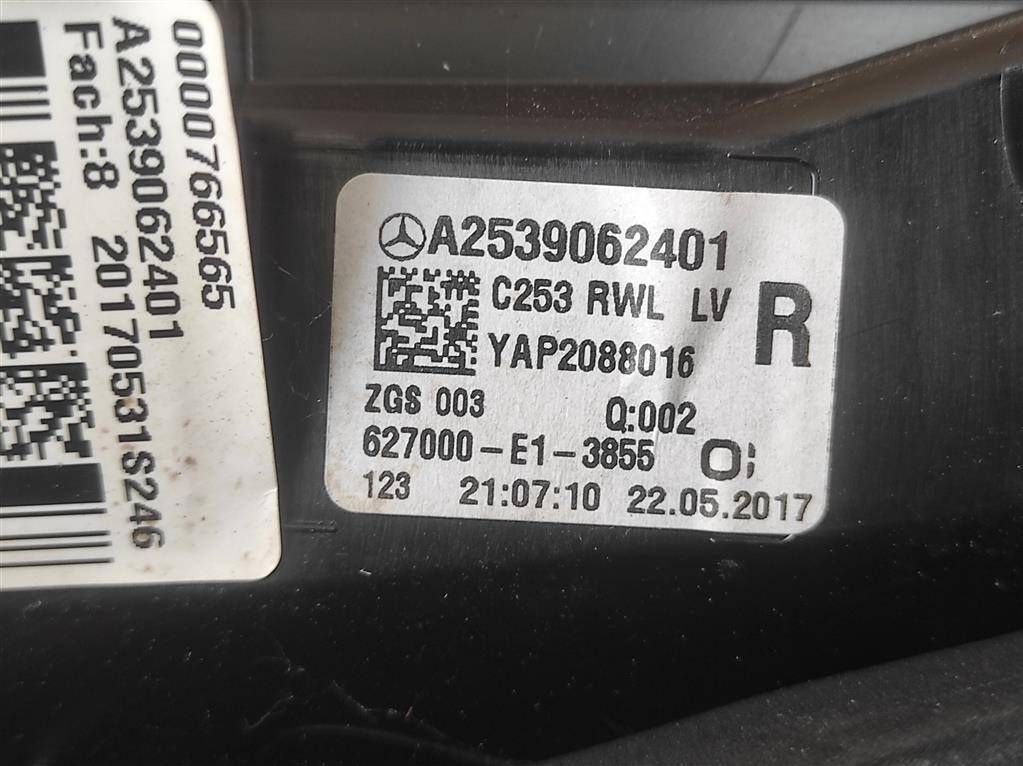 0000766565
A2539062401
Fach:8 20170531S246
A2539062401
C253 RWL LV R
YAP2088016
ZGS 003 Q:002
627000-E1-3855
123 21:07:10 22.05.2017